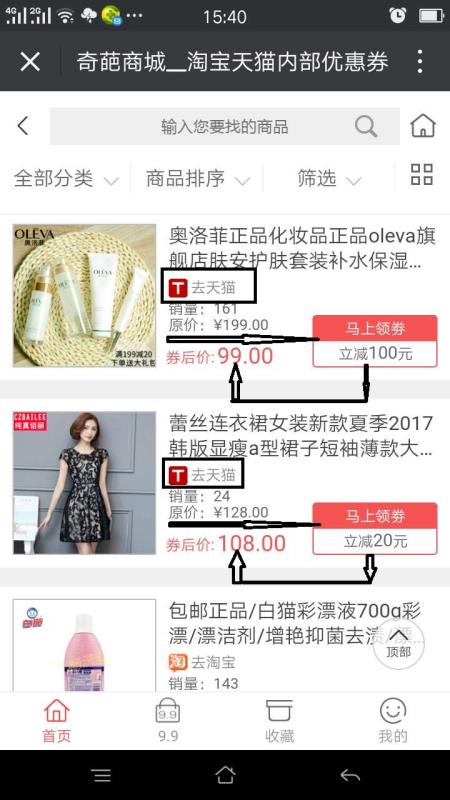 4G 2G 15:40
奇葩商城__淘宝天猫内部优惠券
输入您要找的商品
全部分类 商品排序 筛选
OLEVA
奥洛菲
满199减20
下单送大礼包
奥洛菲正品化妆品正品oleva旗
舰店肤安护肤套装补水保湿...
T 去天猫
销量：161
原价：¥199.00
券后价: 99.00
马上领券
立减100元
CZBAILEE
纯真佰丽
蕾丝连衣裙女装新款夏季2017
韩版显瘦a型裙子短袖薄款大...
T 去天猫
销量：24
原价：¥128.00
券后价: 108.00
马上领券
立减20元
白猫
包邮正品/白猫彩漂液700g彩
漂/漂洁剂/增艳抑菌去渍/漂...
淘 去淘宝
销量：143
顶部
首页 9.9 收藏 我的
9.9